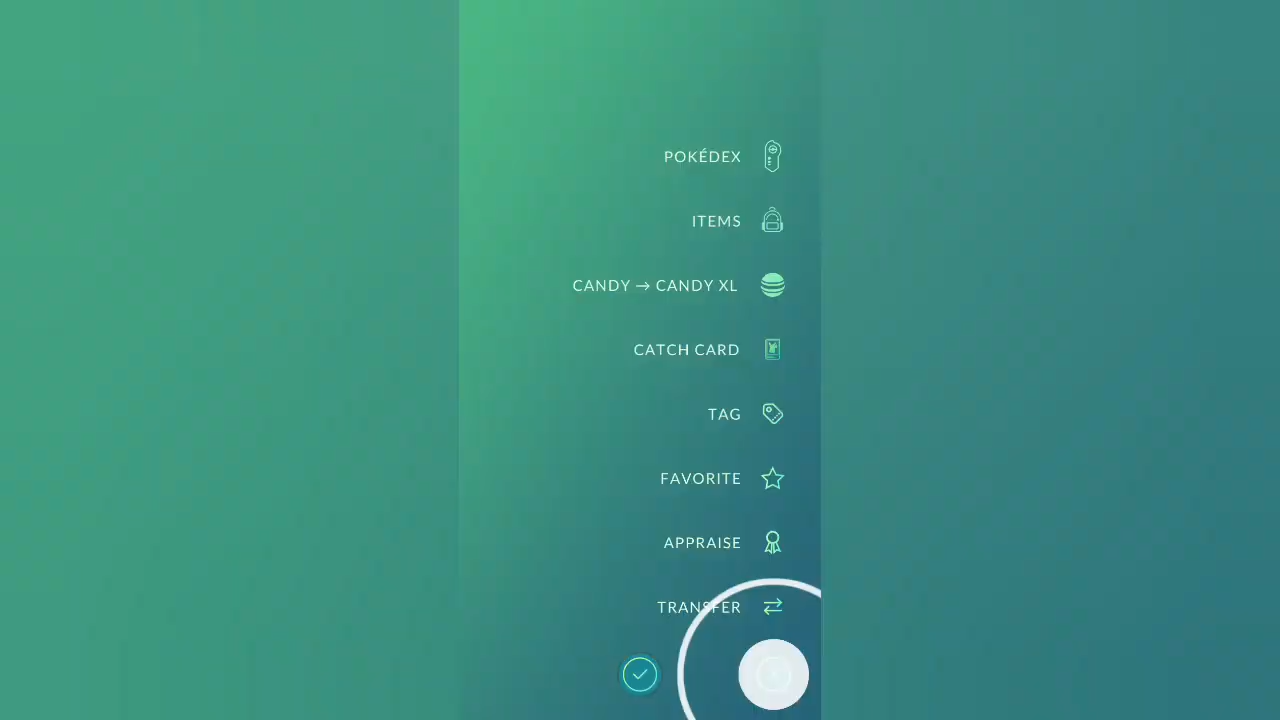 POKÉDEX
ITEMS
CANDY → CANDY XL
CATCH CARD
TAG
FAVORITE
APPRAISE
TRANSFER